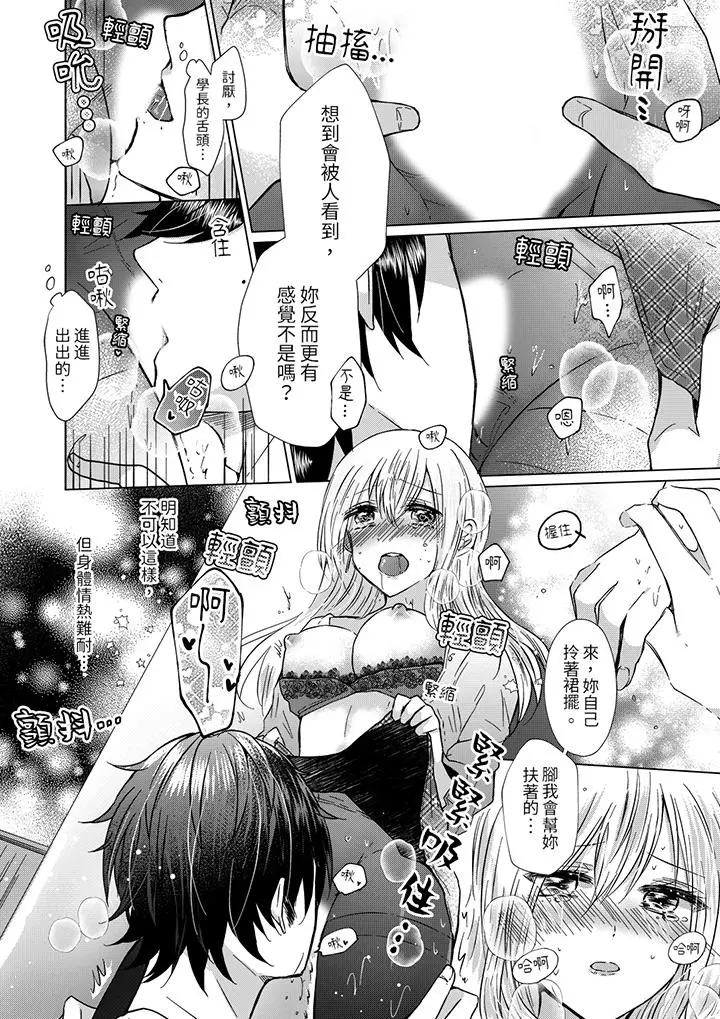 掰開…
呀啊
抽搐…
想到會被人看到，
妳反而更有
感覺不是嗎？
討厭，
學長的舌頭…
輕顫
吸吮…
啾
啾
輕顫
啊…
緊縮
嗯
不是…
啾
含住
輕顫
咕啾
緊縮
進進
出出的…
握住
來，妳自己
拎著裙擺。
啾
啊
顫抖
輕顫
輕顫
緊縮
啊
明知道
不可以這樣，
但身體情熱難耐…
顫抖…
緊緊吸住…
啾
啾
腳我會幫妳
扶著的…
哈啊
哈啊